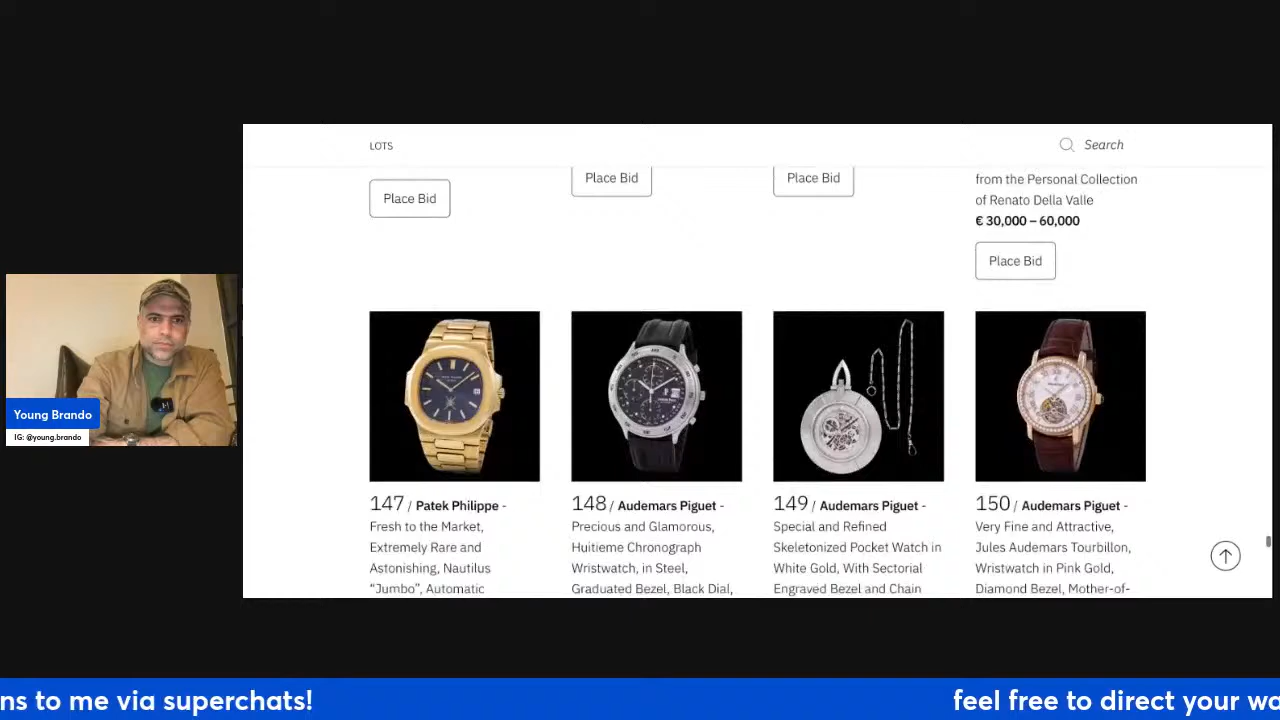 LOTS
Search
Place Bid
Place Bid
Place Bid
from the Personal Collection
of Renato Della Valle
€ 30,000 – 60,000
Place Bid
147 / Patek Philippe -
Fresh to the Market,
Extremely Rare and
Astonishing, Nautilus
“Jumbo”, Automatic
148 / Audemars Piguet -
Precious and Glamorous,
Huitieme Chronograph
Wristwatch, in Steel,
Graduated Bezel, Black Dial,
149 / Audemars Piguet -
Special and Refined
Skeletonized Pocket Watch in
White Gold, With Sectorial
Engraved Bezel and Chain
150 / Audemars Piguet -
Very Fine and Attractive,
Jules Audemars Tourbillon,
Wristwatch in Pink Gold,
Diamond Bezel, Mother-of-
Young Brando
IG: @young.brando
ns to me via superchats!
feel free to direct your wa